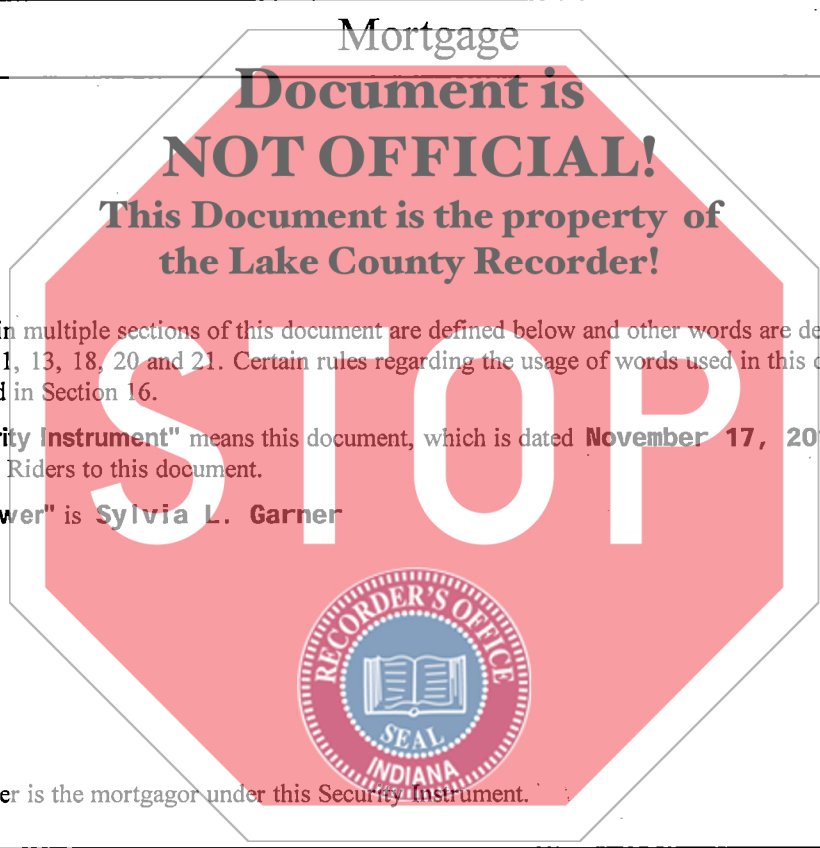 Mortgage
Document is
NOT OFFICIAL!
This Document is the property of
the Lake County Recorder!
in multiple sections of this document are defined below and other words are de
1, 13, 18, 20 and 21. Certain rules regarding the usage of words used in this d
d in Section 16.
ity Instrument" means this document, which is dated November 17, 20
Riders to this document.
wer" is Sylvia L. Garner
STOP
RECORDER'S OFFICE
SEAL
INDIANA
er is the mortgagor under this Security Instrument.